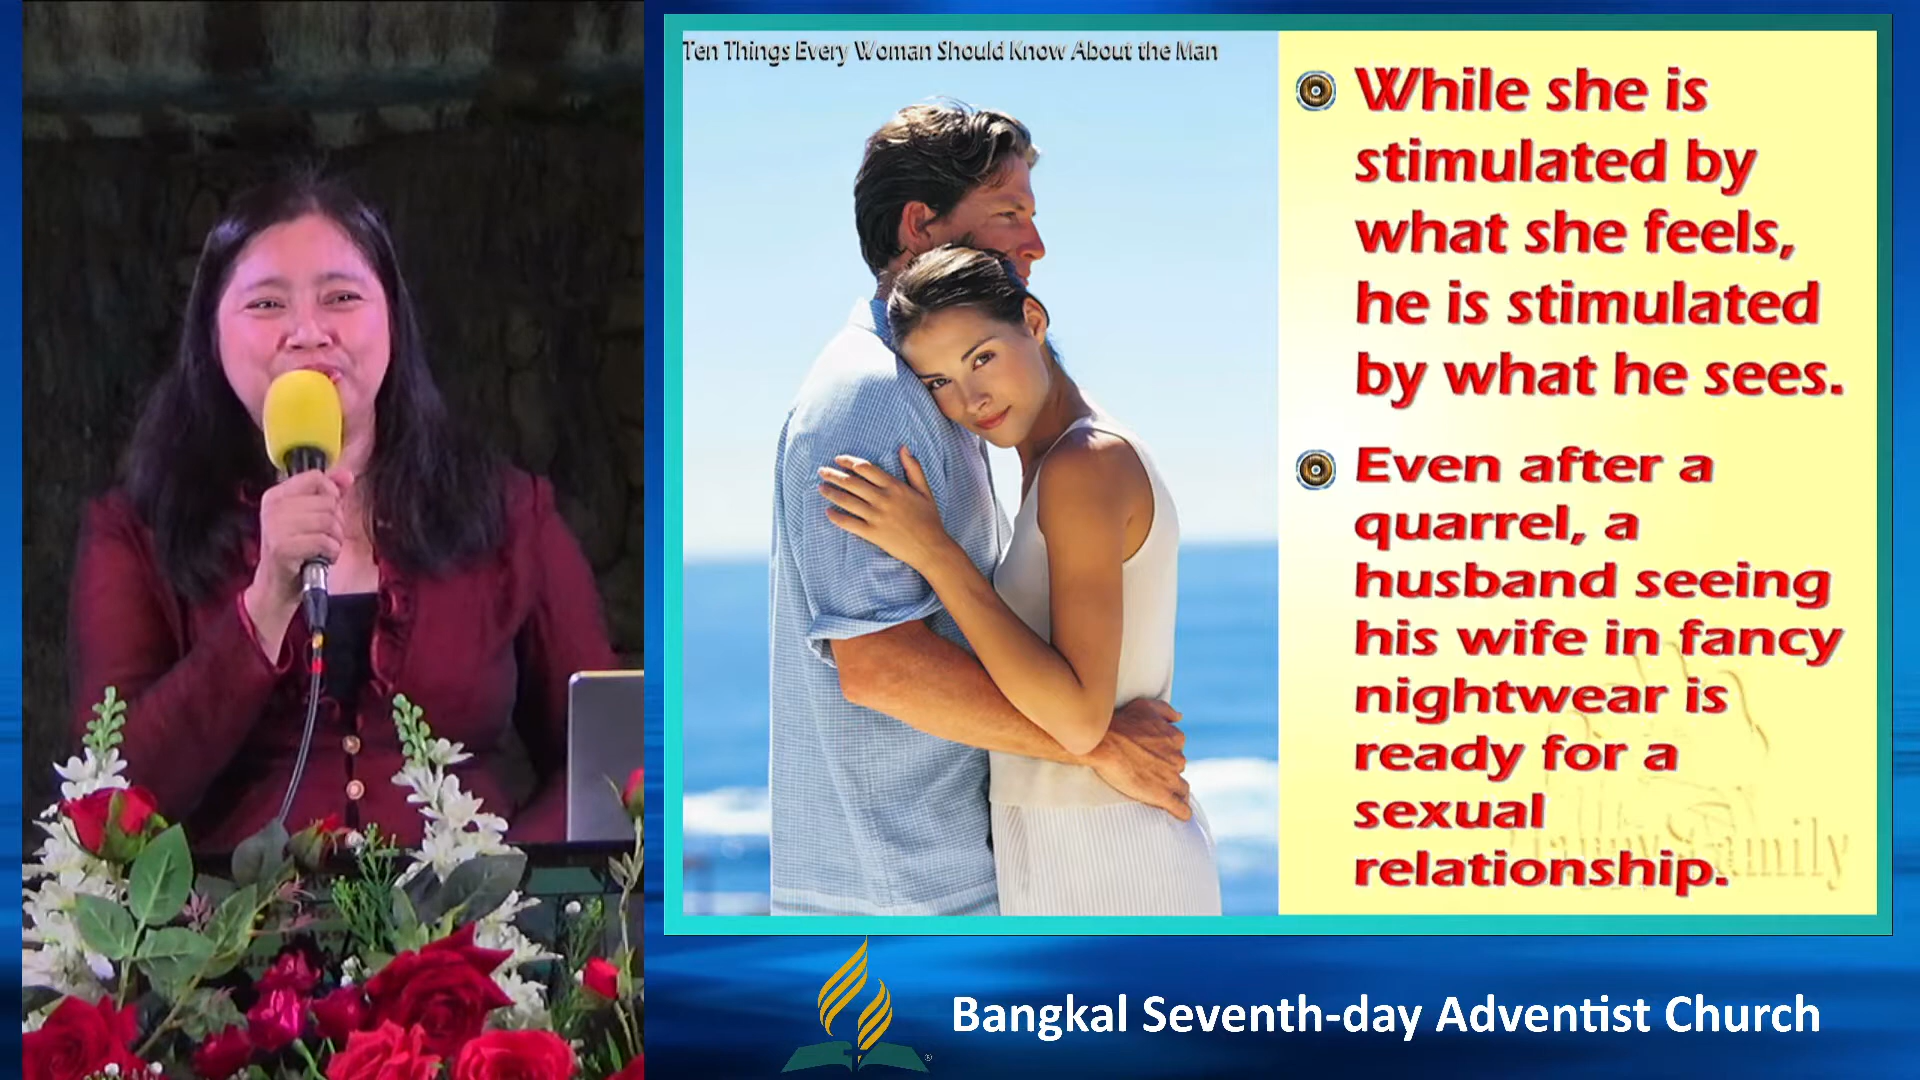 Ten Things Every Woman Should Know About the Man
While she is
stimulated by
what she feels,
he is stimulated
by what he sees.
Even after a
quarrel, a
husband seeing
his wife in fancy
nightwear is
ready for a
sexual
relationship.
Happy Family
Bangkal Seventh-day Adventist Church
®